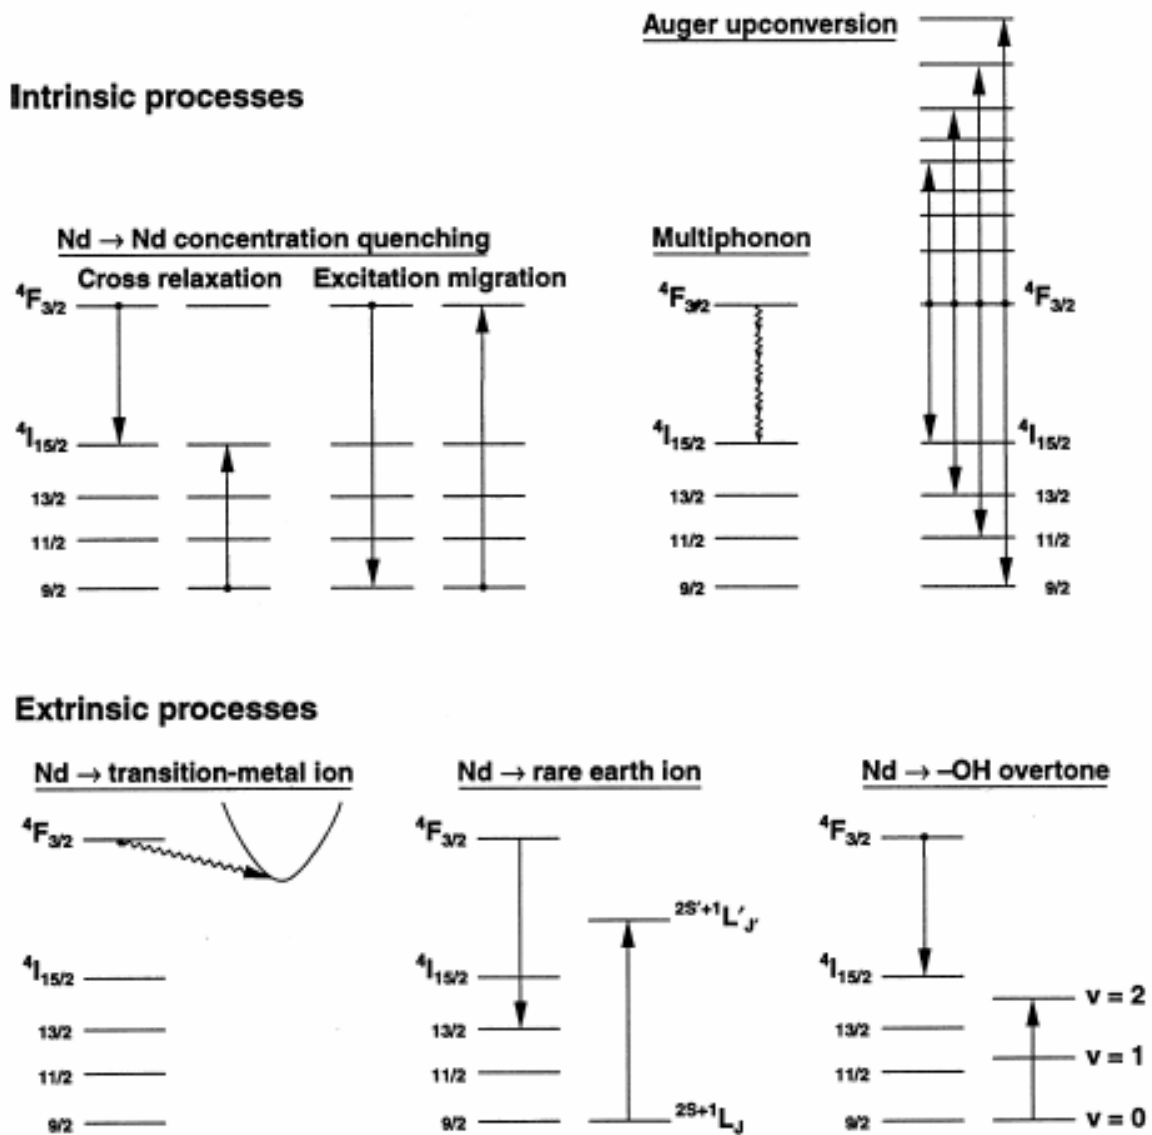 Auger upconversion
Intrinsic processes
Nd → Nd concentration quenching
Multiphonon
Cross relaxation Excitation migration
⁴F₃/₂ ⁴F₃/₂ ⁴F₃/₂
⁴I₁₅/₂ ⁴I₁₅/₂ ⁴I₁₅/₂
13/2 13/2 13/2
11/2 11/2 11/2
9/2 9/2 9/2
Extrinsic processes
Nd → transition-metal ion Nd → rare earth ion Nd → –OH overtone
⁴F₃/₂ ⁴F₃/₂ ⁴F₃/₂
²ˢ'⁺¹L'J'
⁴I₁₅/₂ ⁴I₁₅/₂ ⁴I₁₅/₂
v = 2
13/2 13/2 13/2
v = 1
11/2 11/2 11/2
9/2 9/2 ²ˢ⁺¹LJ 9/2 v = 0